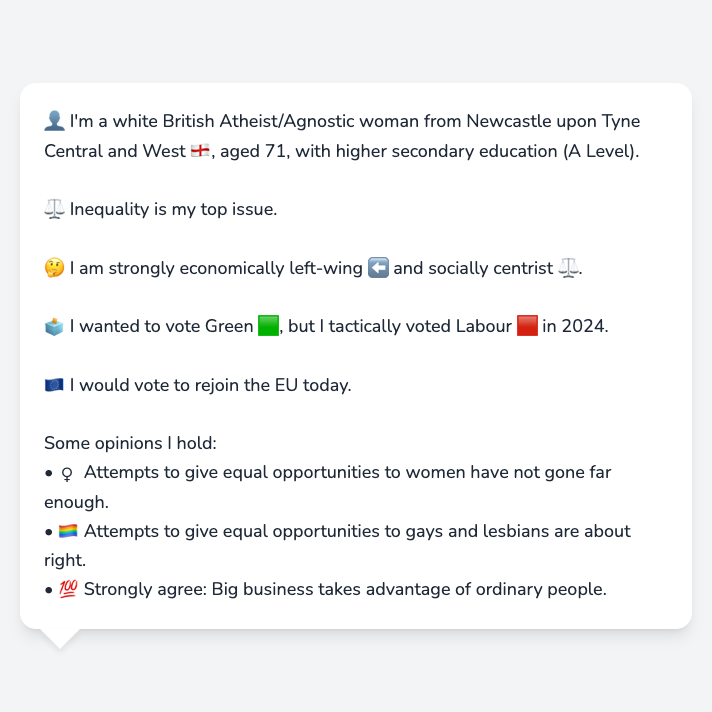 👤 I'm a white British Atheist/Agnostic woman from Newcastle upon Tyne
Central and West 🏴󠁧󠁢󠁥󠁮󠁧󠁿, aged 71, with higher secondary education (A Level).
⚖️ Inequality is my top issue.
🤔 I am strongly economically left-wing ⬅️ and socially centrist ⚖️.
🗳️ I wanted to vote Green 🟩, but I tactically voted Labour 🟥 in 2024.
🇪🇺 I would vote to rejoin the EU today.
Some opinions I hold:
• ♀ Attempts to give equal opportunities to women have not gone far
enough.
• 🏳️‍🌈 Attempts to give equal opportunities to gays and lesbians are about
right.
• 💯 Strongly agree: Big business takes advantage of ordinary people.